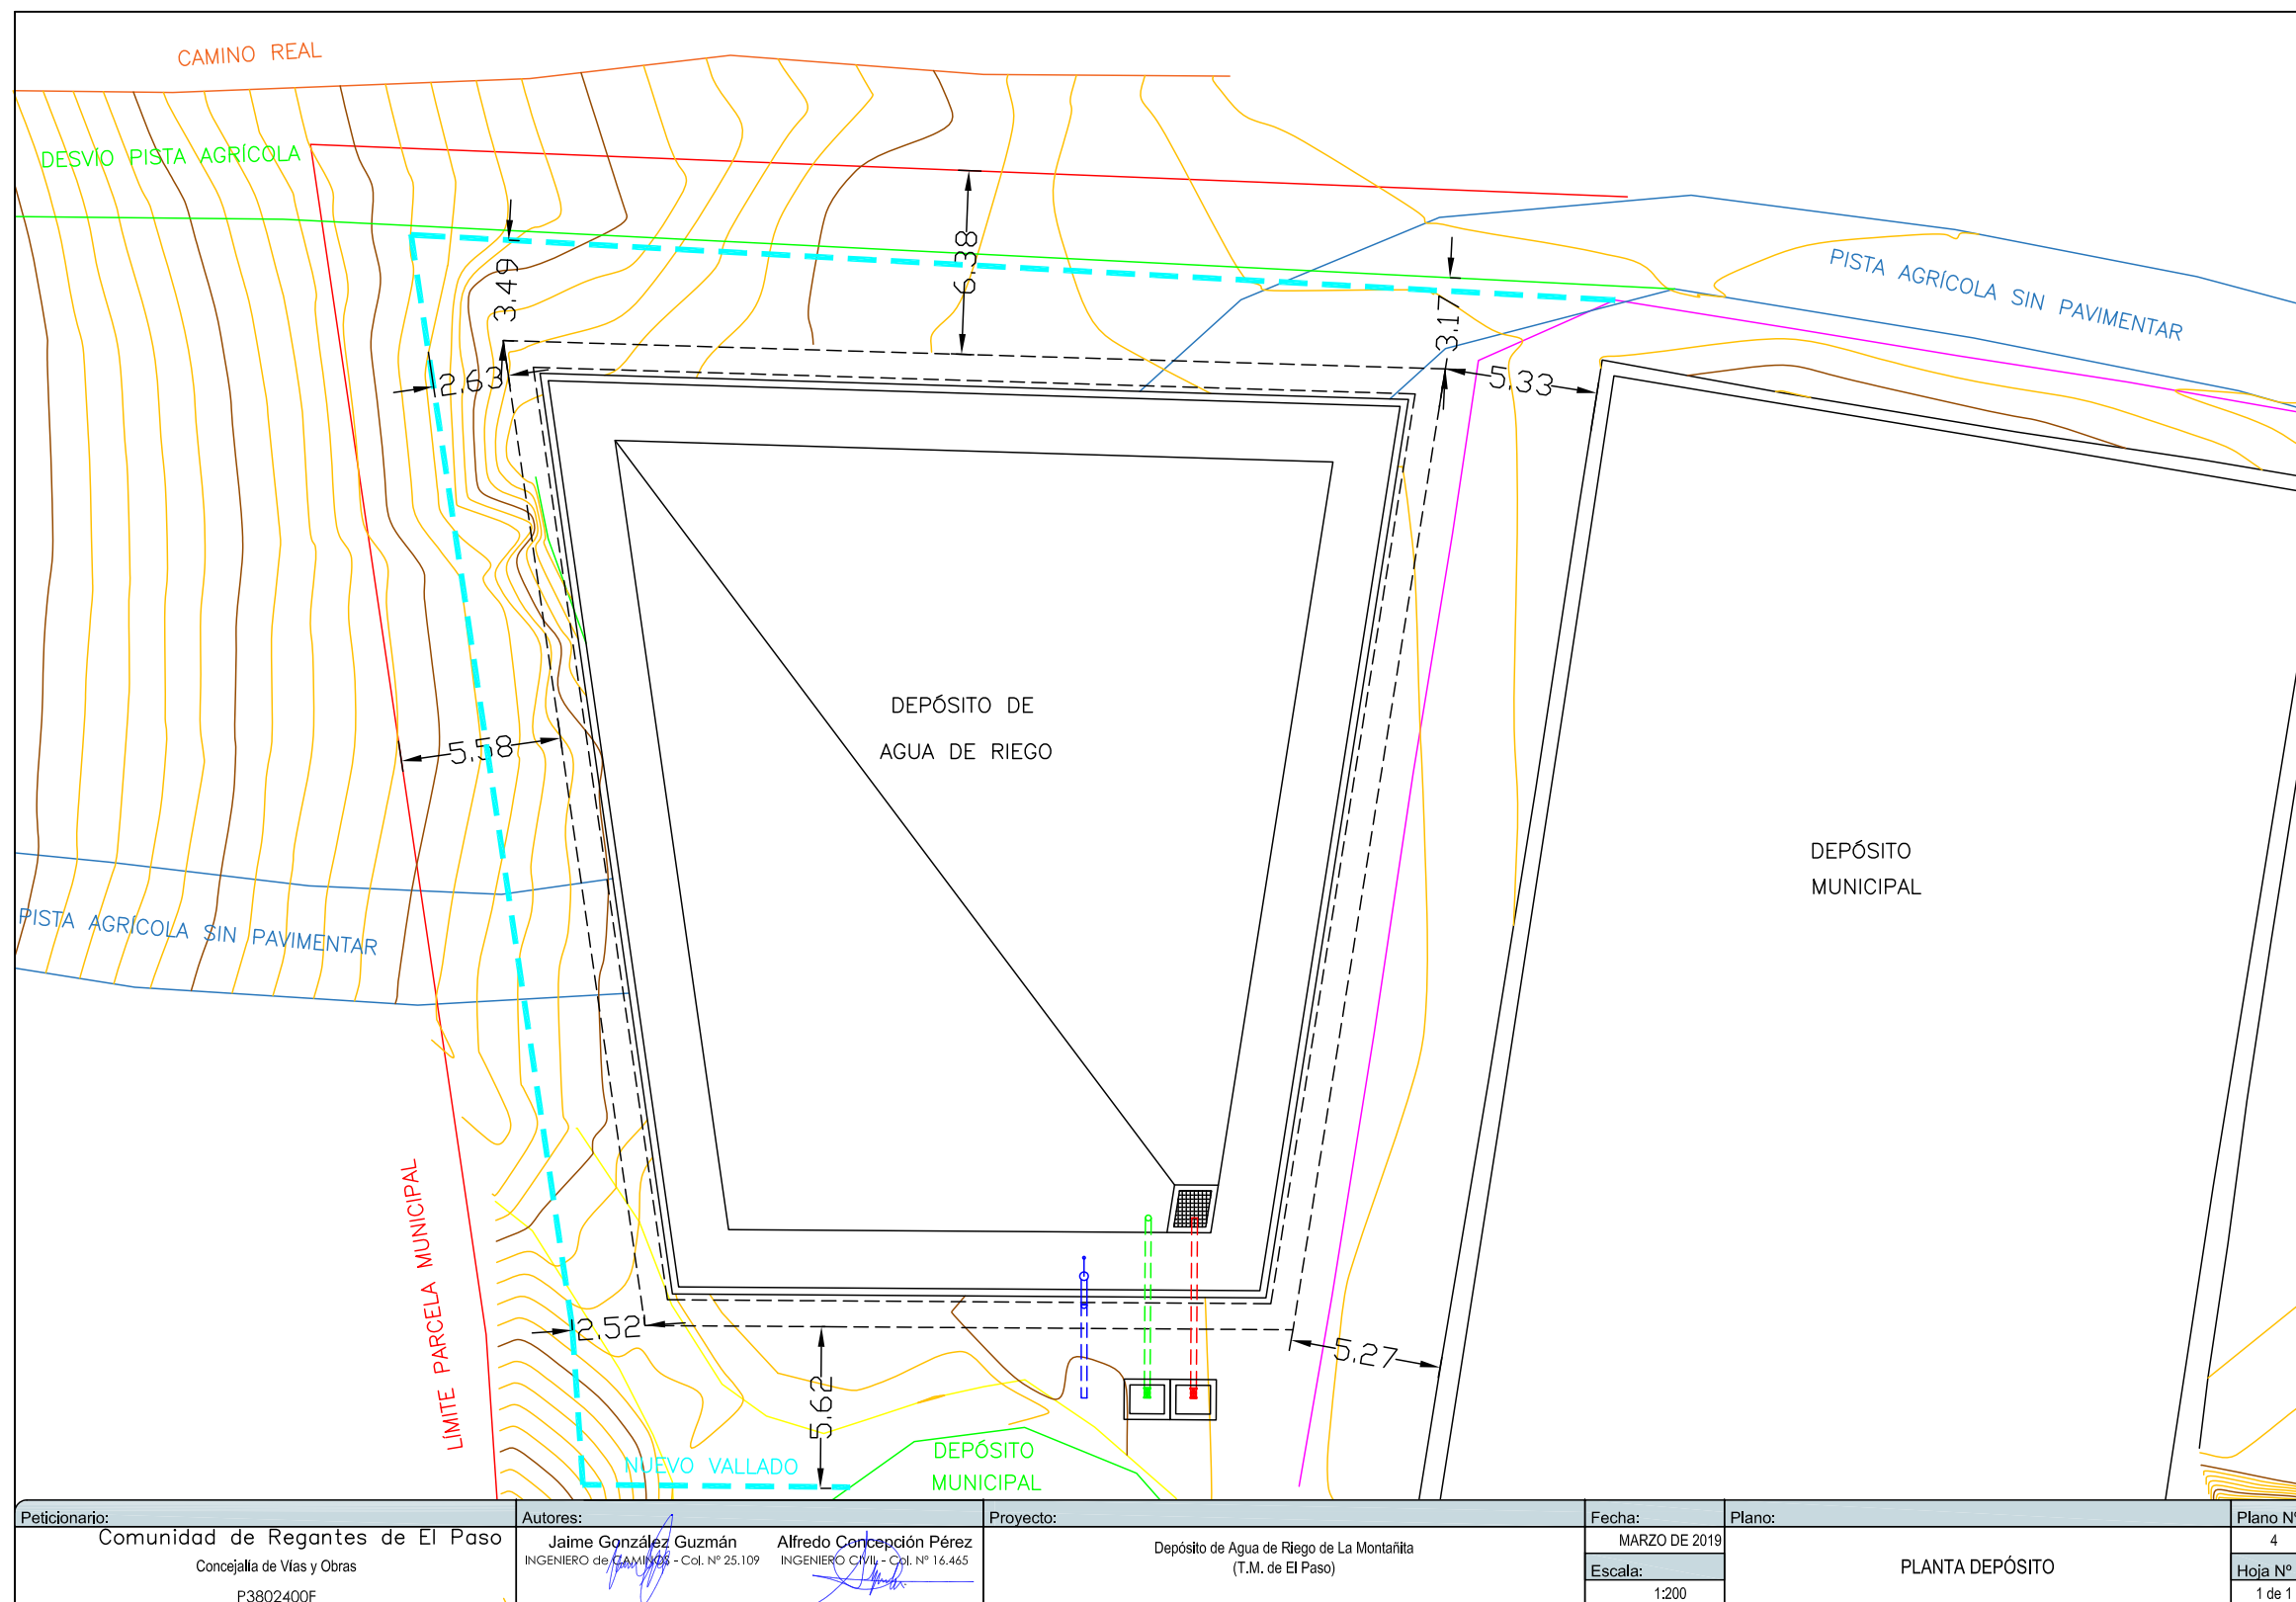 CAMINO REAL
DESVÍO PISTA AGRÍCOLA
3.49
6.38
3.17
PISTA AGRÍCOLA SIN PAVIMENTAR
2.63
5.33
DEPÓSITO DE
AGUA DE RIEGO
5.58
DEPÓSITO
MUNICIPAL
PISTA AGRÍCOLA SIN PAVIMENTAR
LÍMITE PARCELA MUNICIPAL
2.52
5.27
5.62
NUEVO VALLADO
DEPÓSITO
MUNICIPAL
Peticionario:
Comunidad de Regantes de El Paso
Concejalía de Vías y Obras
P3802400F
Autores:
Jaime González Guzmán
INGENIERO de CAMINOS - Col. Nº 25.109
Alfredo Concepción Pérez
INGENIERO CIVIL - Col. Nº 16.465
Proyecto:
Depósito de Agua de Riego de La Montañita
(T.M. de El Paso)
Fecha:
MARZO DE 2019
Escala:
1:200
Plano:
PLANTA DEPÓSITO
Plano Nº
4
Hoja Nº
1 de 1